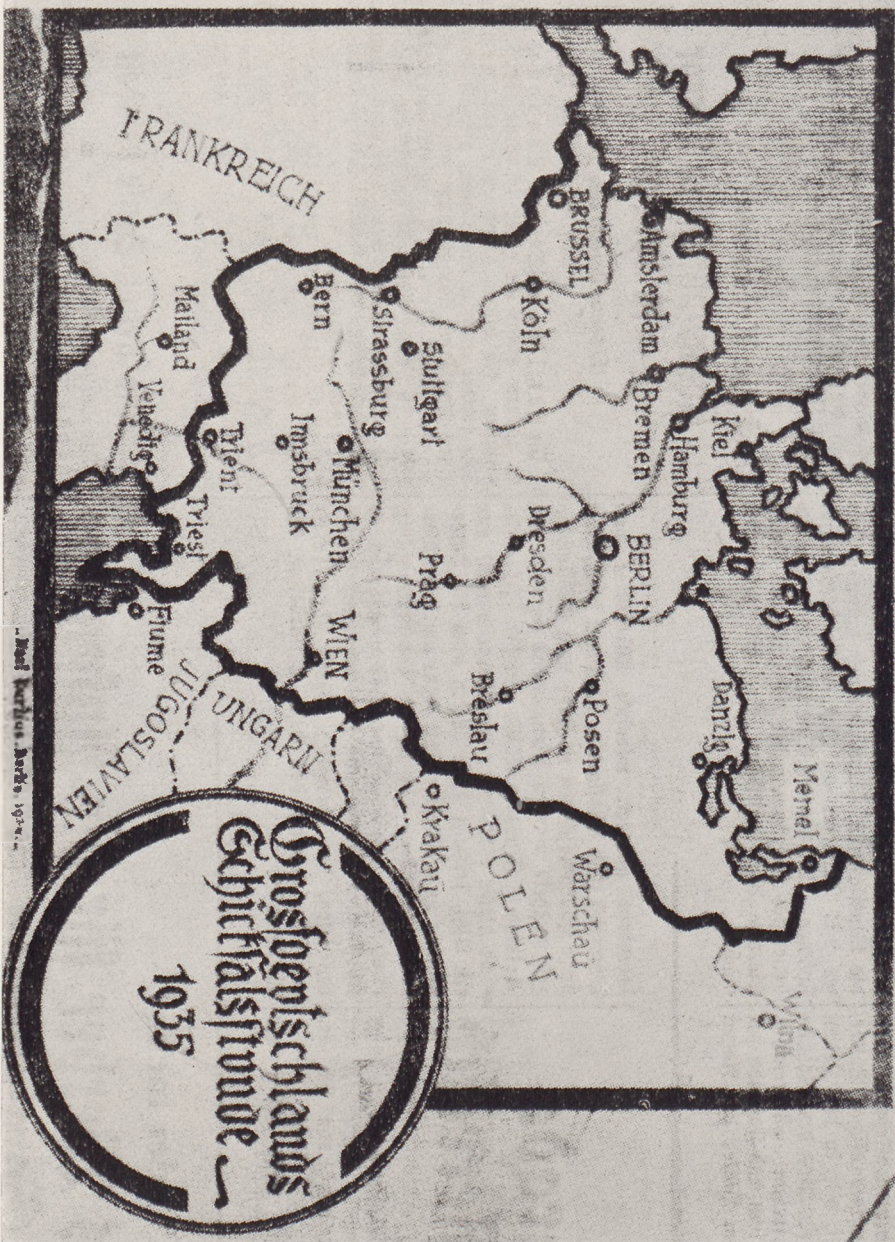 Memel
Wilna
Kiel
Danzig
Hamburg
Amsterdam
Bremen
BERLIN
Warschau
Posen
BRÜSSEL
Köln
Dresden
POLEN
Breslau
Prag
Krakau
Stuttgart
Strassburg
München
WIEN
Bern
Innsbruck
UNGARN
FRANKREICH
Trient
Mailand
Venedig
Triest
Fiume
JUGOSLAVIEN
Grossdeutschlands
Schicksalsstunde –
1935